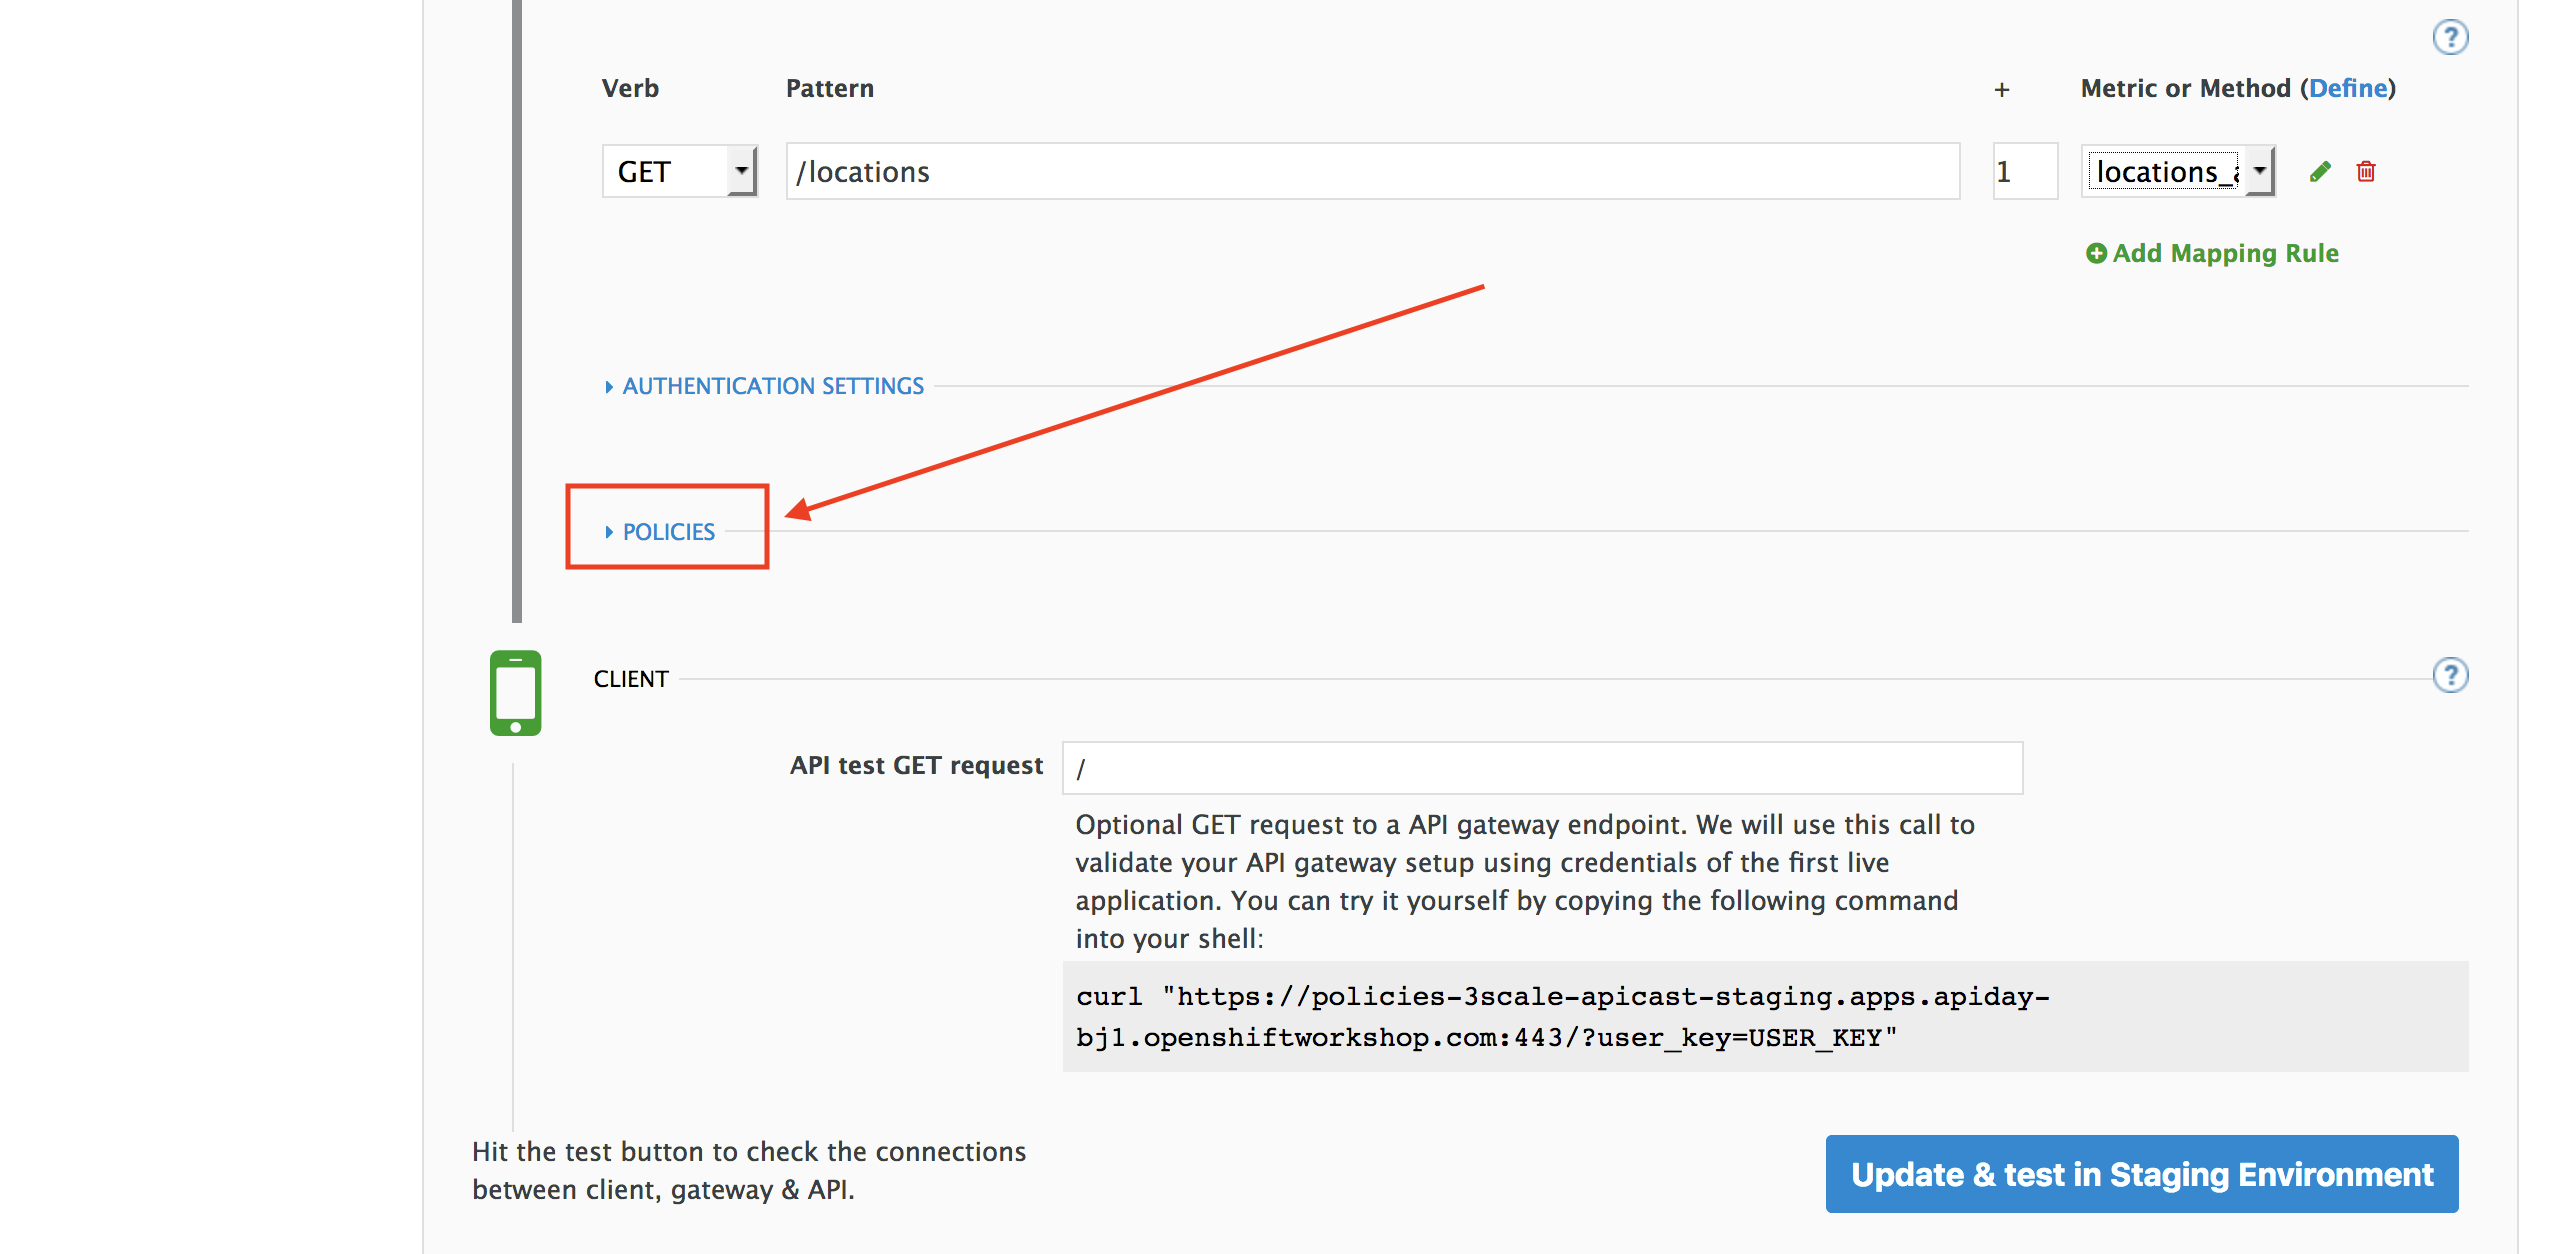 ?
Verb Pattern + Metric or Method (Define)
GET /locations 1 locations_
Add Mapping Rule
AUTHENTICATION SETTINGS
POLICIES
CLIENT ?
API test GET request /
Optional GET request to a API gateway endpoint. We will use this call to
validate your API gateway setup using credentials of the first live
application. You can try it yourself by copying the following command
into your shell:
curl "https://policies-3scale-apicast-staging.apps.apiday-
bj1.openshiftworkshop.com:443/?user_key=USER_KEY"
Hit the test button to check the connections
between client, gateway & API.
Update & test in Staging Environment